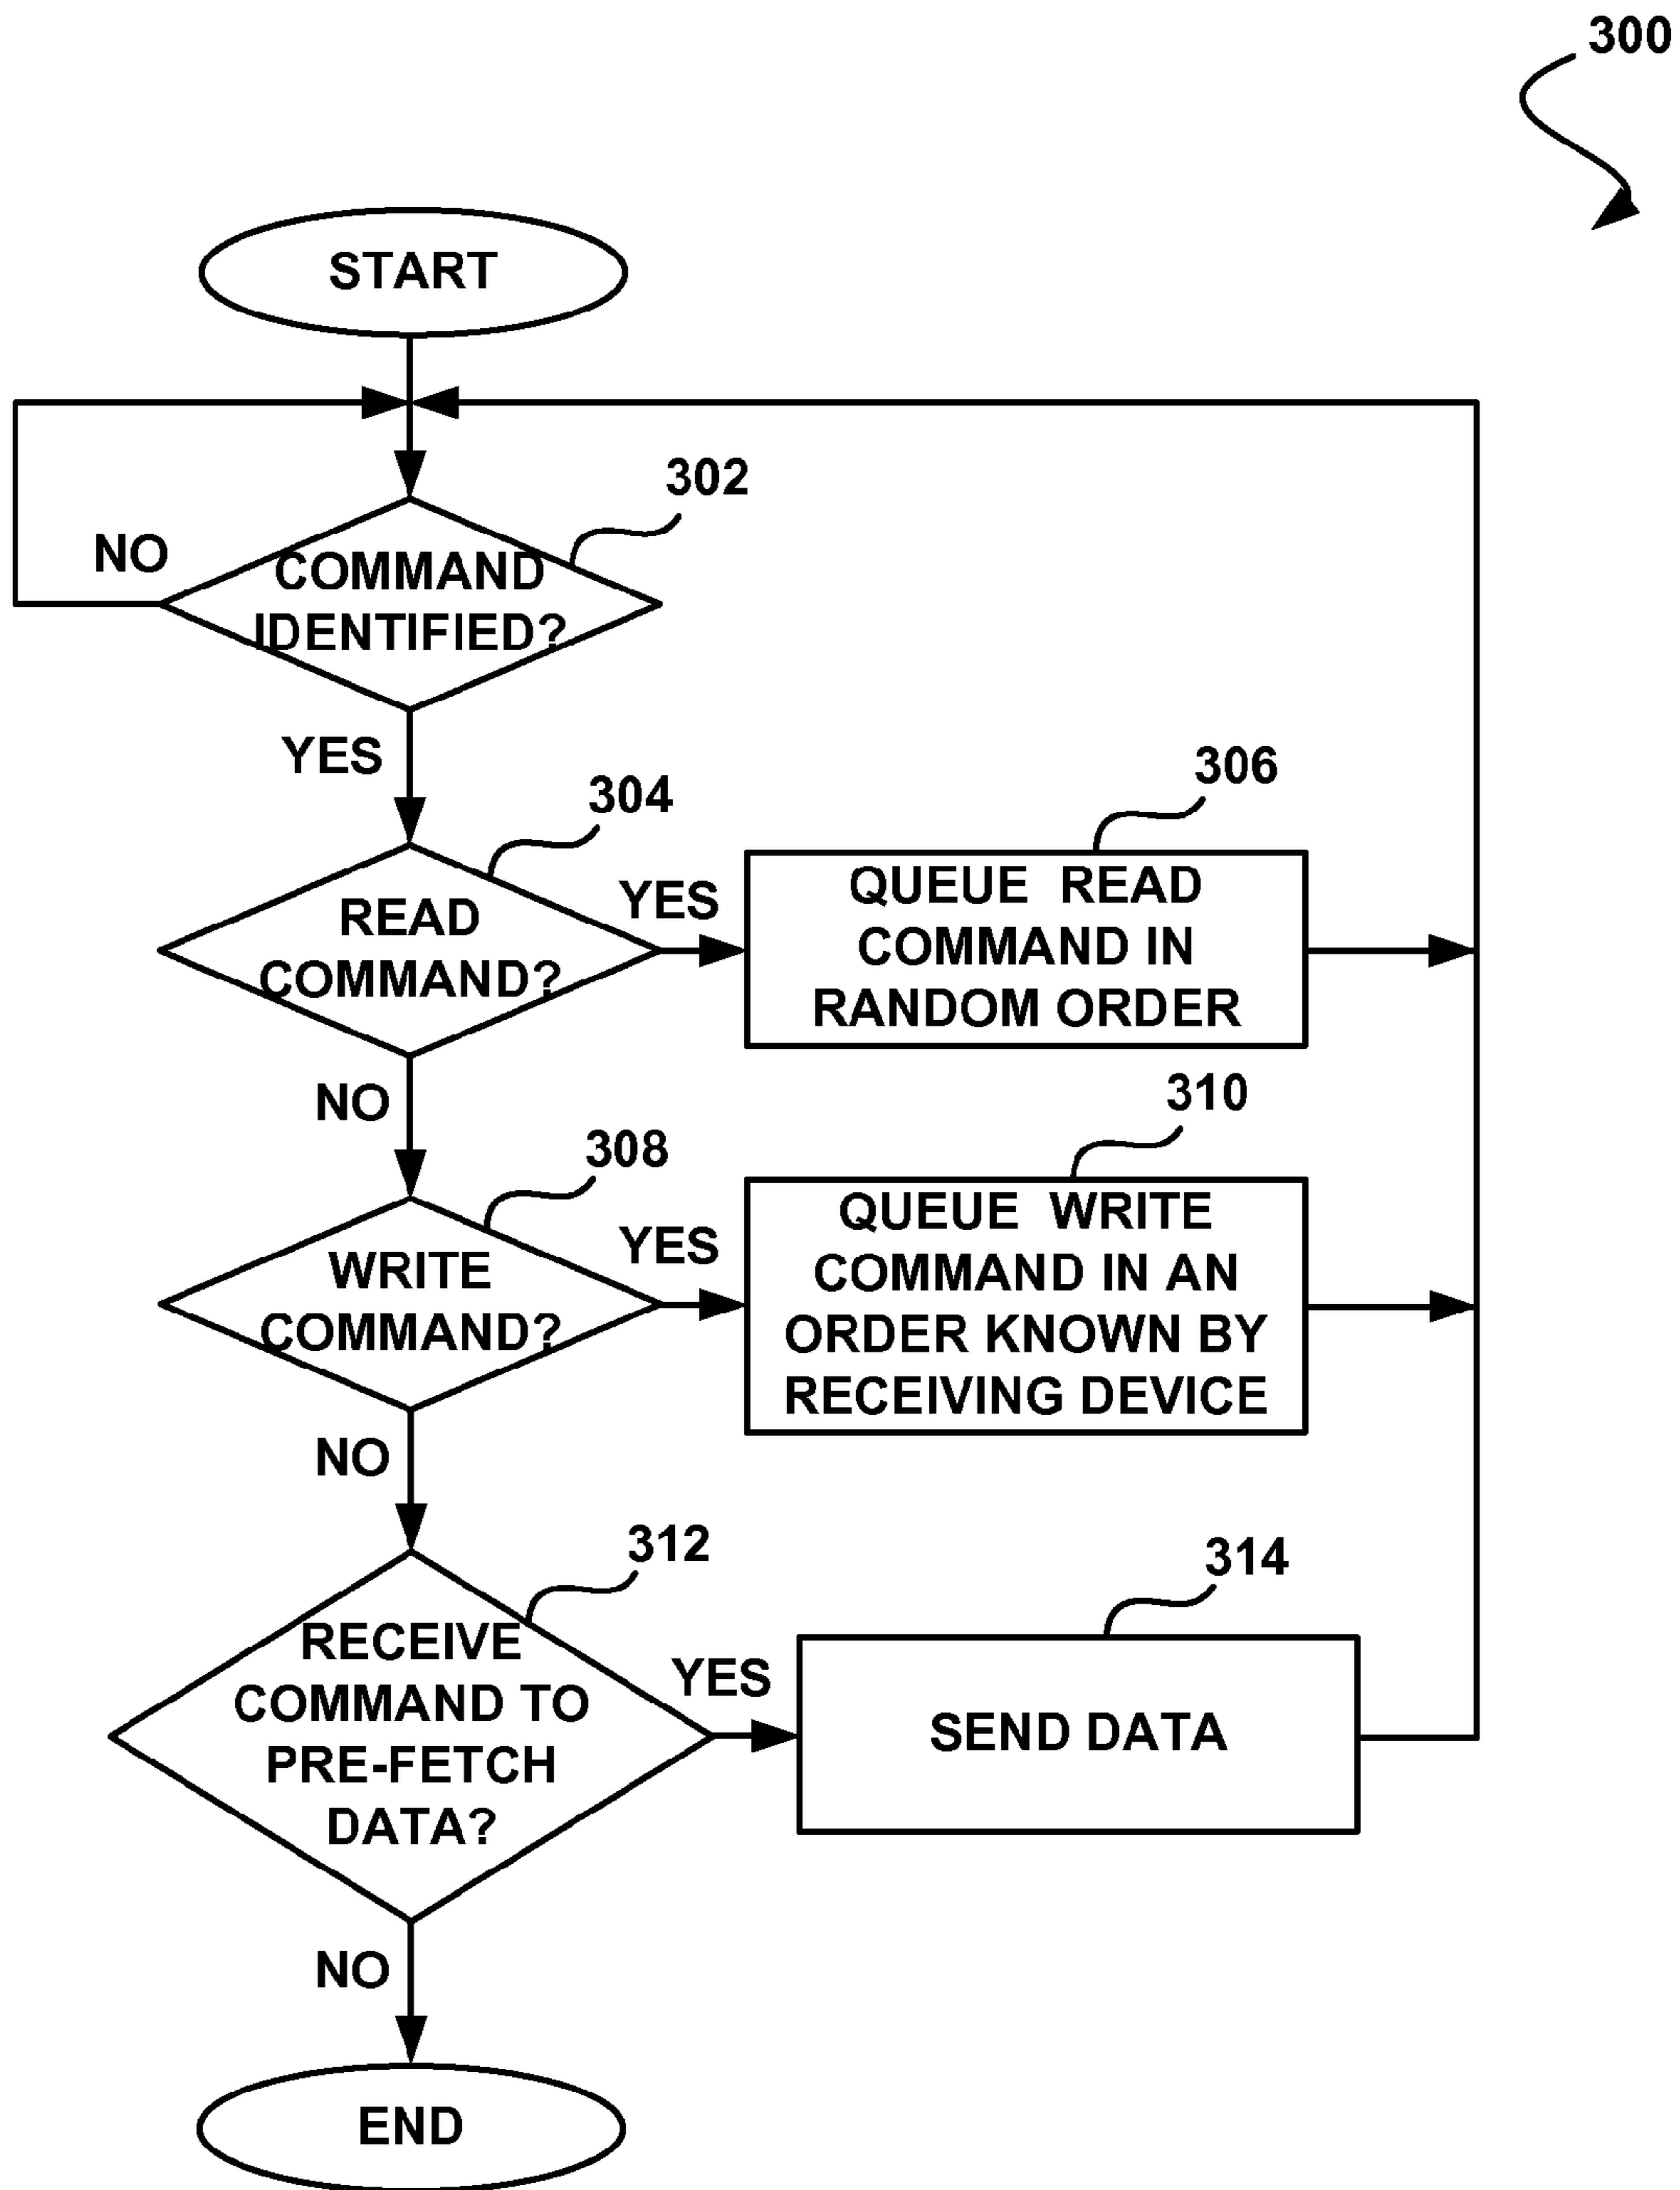 300
START
302
NO
COMMAND
IDENTIFIED?
YES
304
306
READ
COMMAND?
YES
QUEUE READ
COMMAND IN
RANDOM ORDER
NO
308
310
WRITE
COMMAND?
YES
QUEUE WRITE
COMMAND IN AN
ORDER KNOWN BY
RECEIVING DEVICE
NO
312
314
RECEIVE
COMMAND TO
PRE-FETCH
DATA?
YES
SEND DATA
NO
END